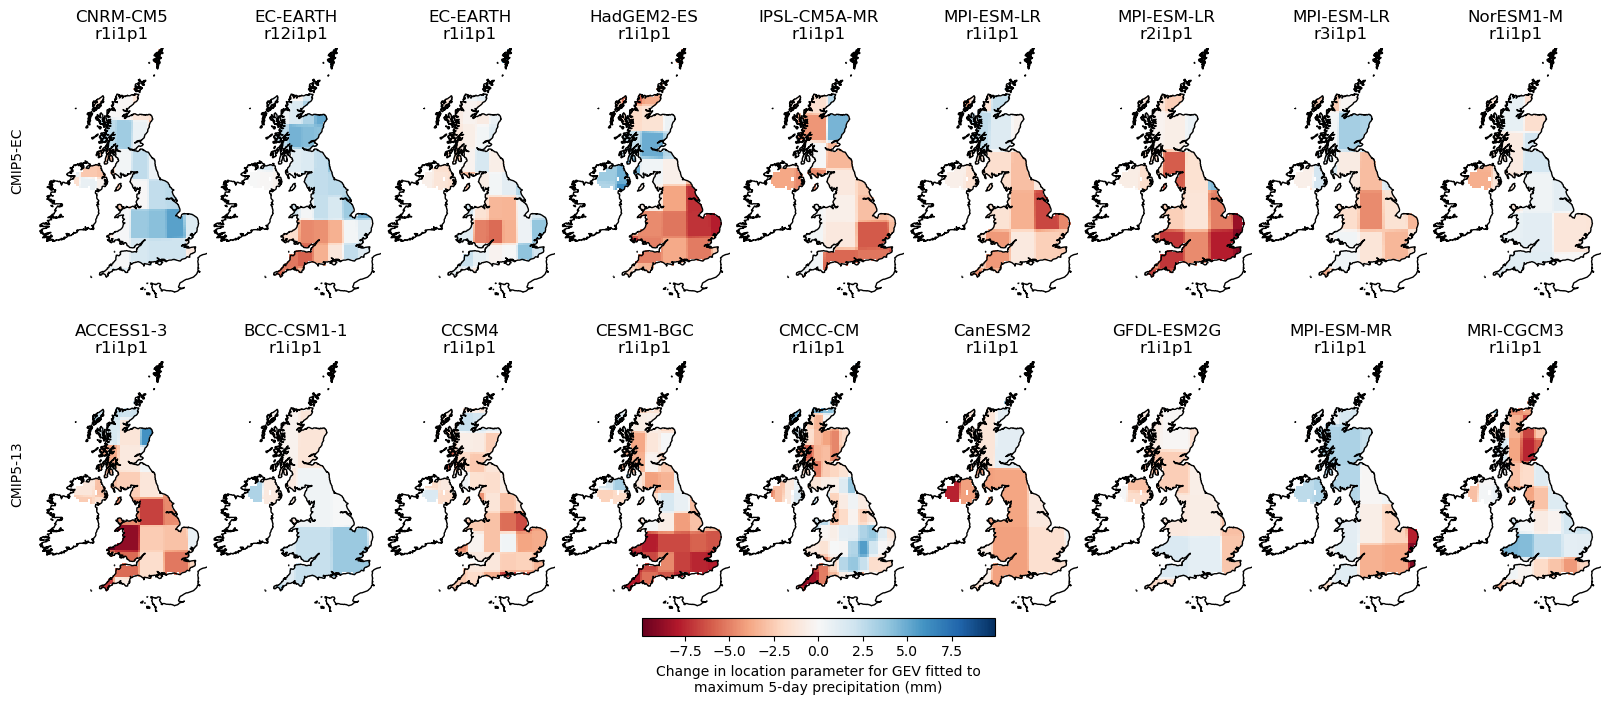 CNRM-CM5 EC-EARTH EC-EARTH HadGEM2-ES IPSL-CM5A-MR MPI-ESM-LR MPI-ESM-LR MPI-ESM-LR NorESM1-M
r1i1p1 r12i1p1 r1i1p1 r1i1p1 r1i1p1 r1i1p1 r2i1p1 r3i1p1 r1i1p1
CMIP5-EC
ACCESS1-3 BCC-CSM1-1 CCSM4 CESM1-BGC CMCC-CM CanESM2 GFDL-ESM2G MPI-ESM-MR MRI-CGCM3
r1i1p1 r1i1p1 r1i1p1 r1i1p1 r1i1p1 r1i1p1 r1i1p1 r1i1p1 r1i1p1
CMIP5-13
−7.5 −5.0 −2.5 0.0 2.5 5.0 7.5
Change in location parameter for GEV fitted to
maximum 5-day precipitation (mm)